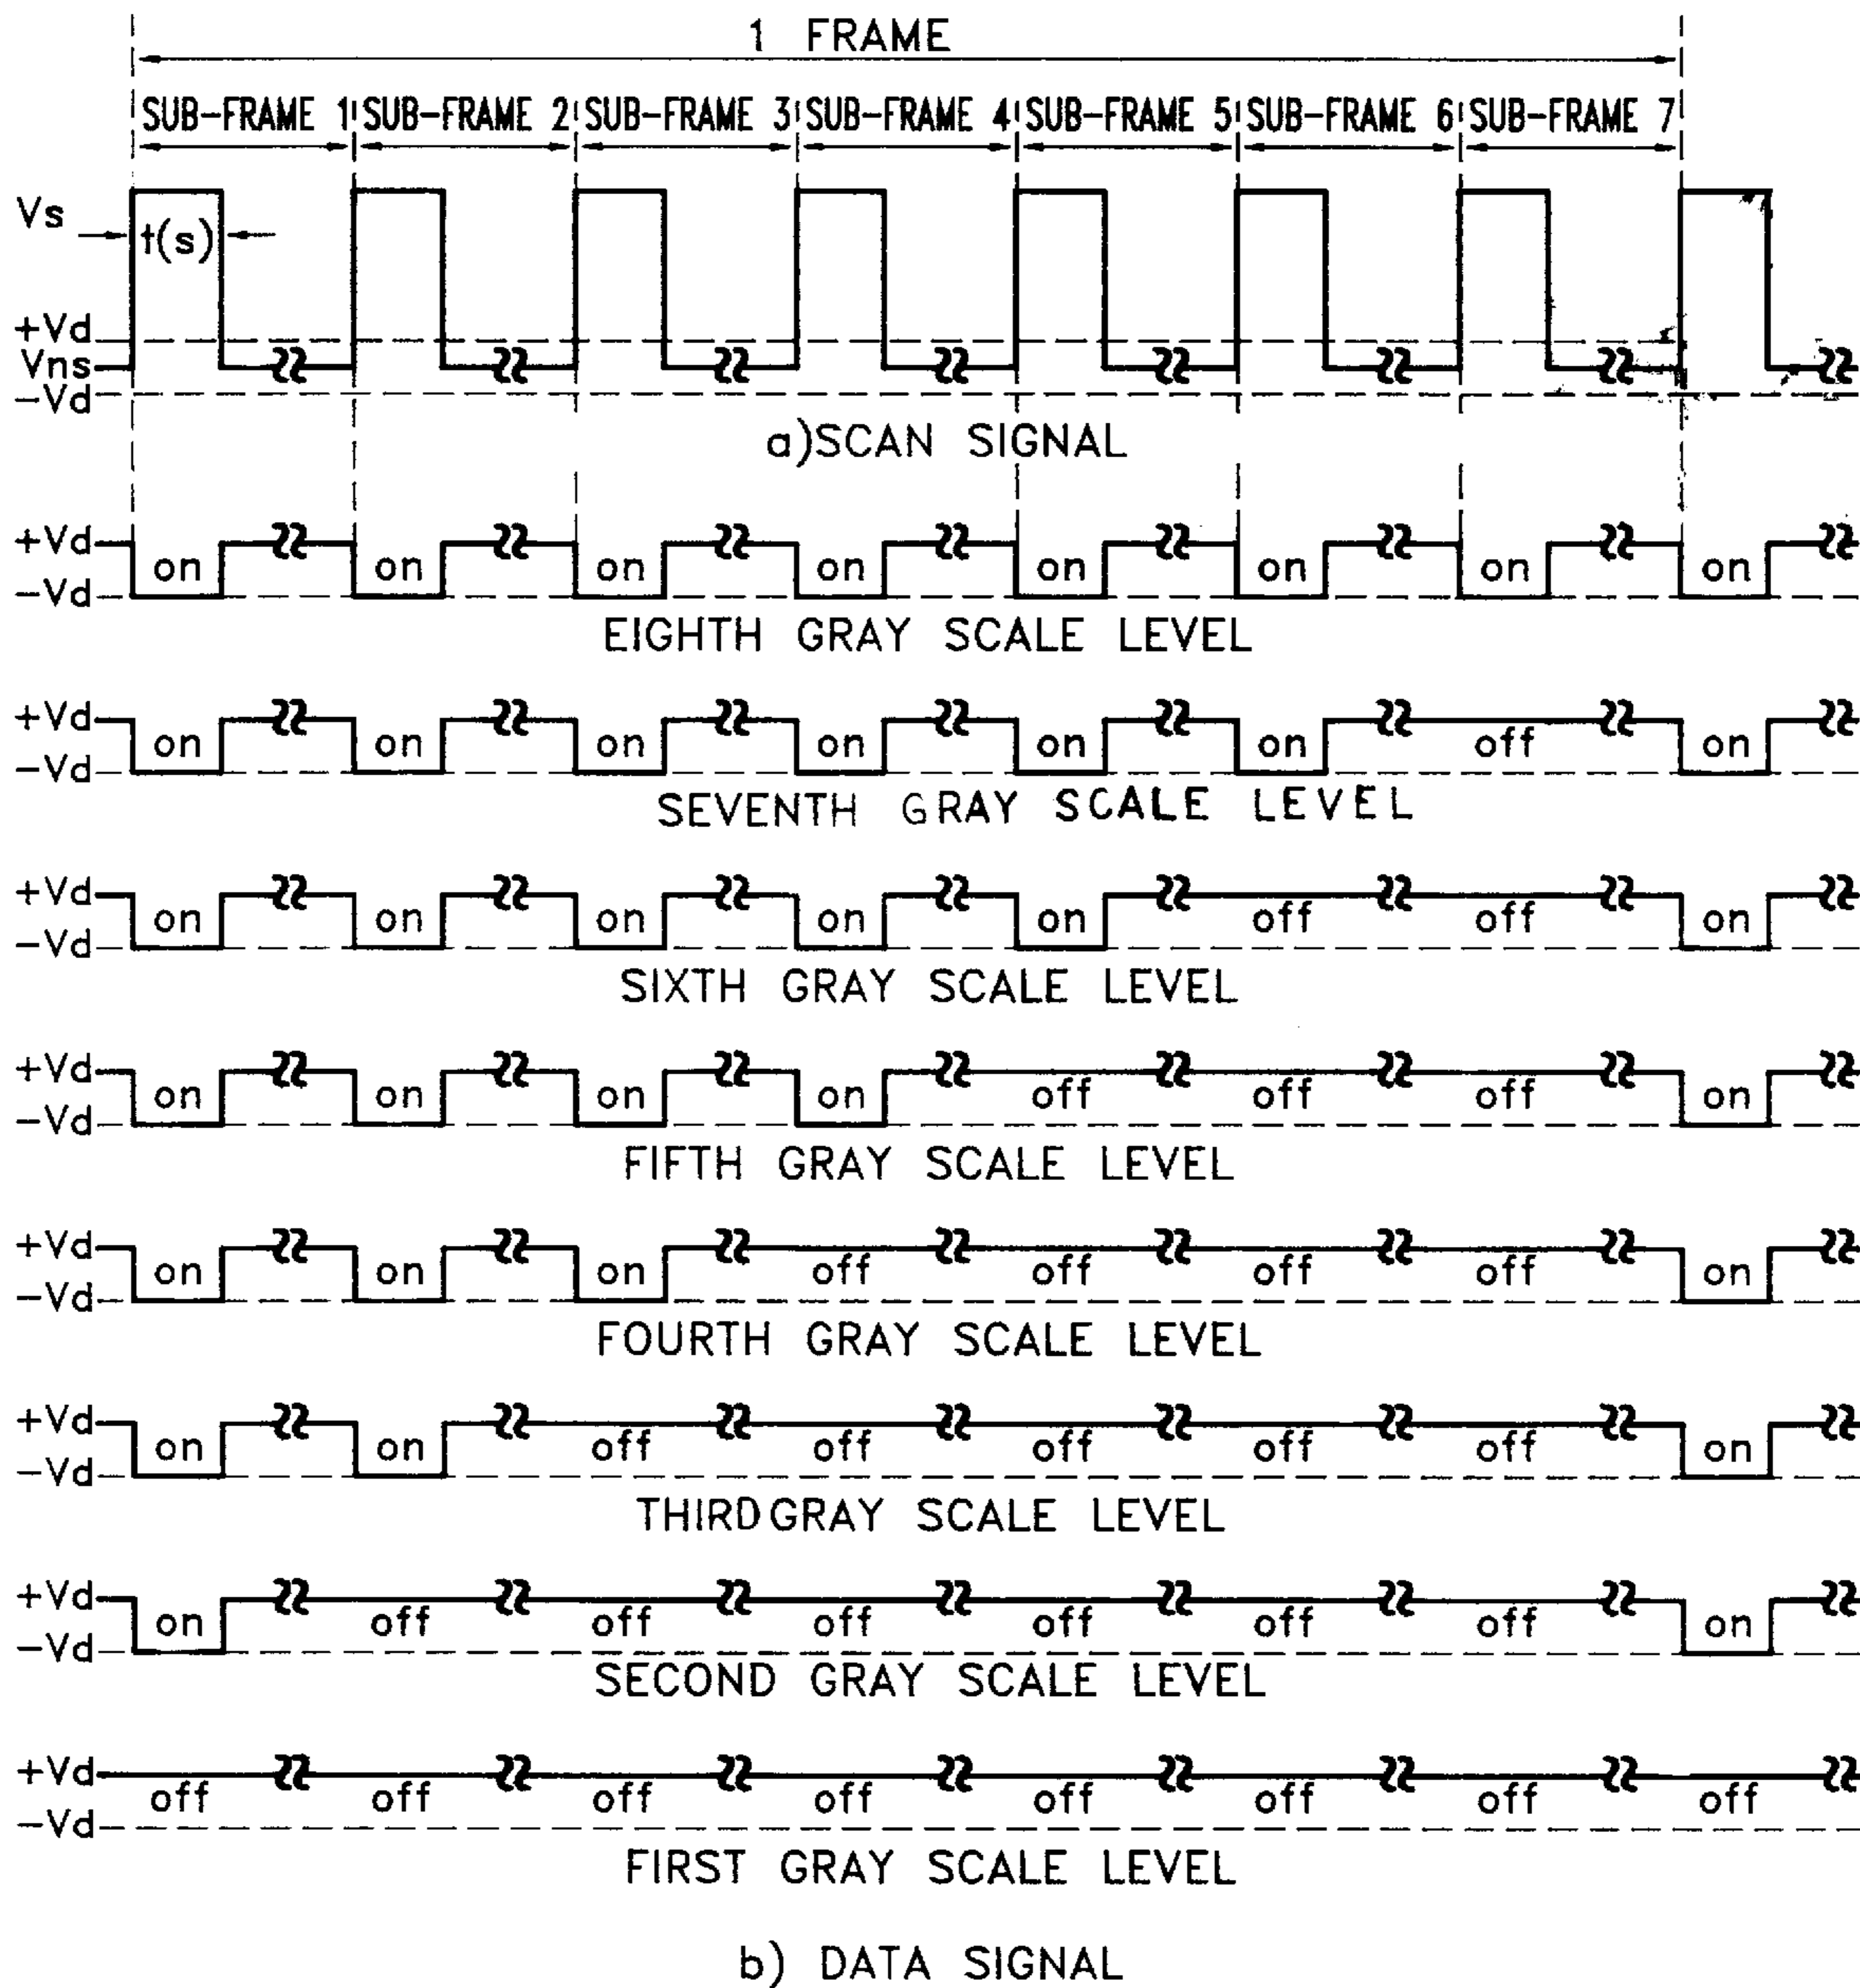 1 FRAME
SUB-FRAME 1 SUB-FRAME 2 SUB-FRAME 3 SUB-FRAME 4 SUB-FRAME 5 SUB-FRAME 6 SUB-FRAME 7
Vs
t(s)
+Vd
Vns
-Vd
a)SCAN SIGNAL
+Vd
on on on on on on on on
-Vd
EIGHTH GRAY SCALE LEVEL
+Vd
on on on on on on off on
-Vd
SEVENTH GRAY SCALE LEVEL
+Vd
on on on on on off off on
-Vd
SIXTH GRAY SCALE LEVEL
+Vd
on on on on off off off on
-Vd
FIFTH GRAY SCALE LEVEL
+Vd
on on on off off off off on
-Vd
FOURTH GRAY SCALE LEVEL
+Vd
on on off off off off off on
-Vd
THIRD GRAY SCALE LEVEL
+Vd
on off off off off off off on
-Vd
SECOND GRAY SCALE LEVEL
+Vd
off off off off off off off off
-Vd
FIRST GRAY SCALE LEVEL
b) DATA SIGNAL